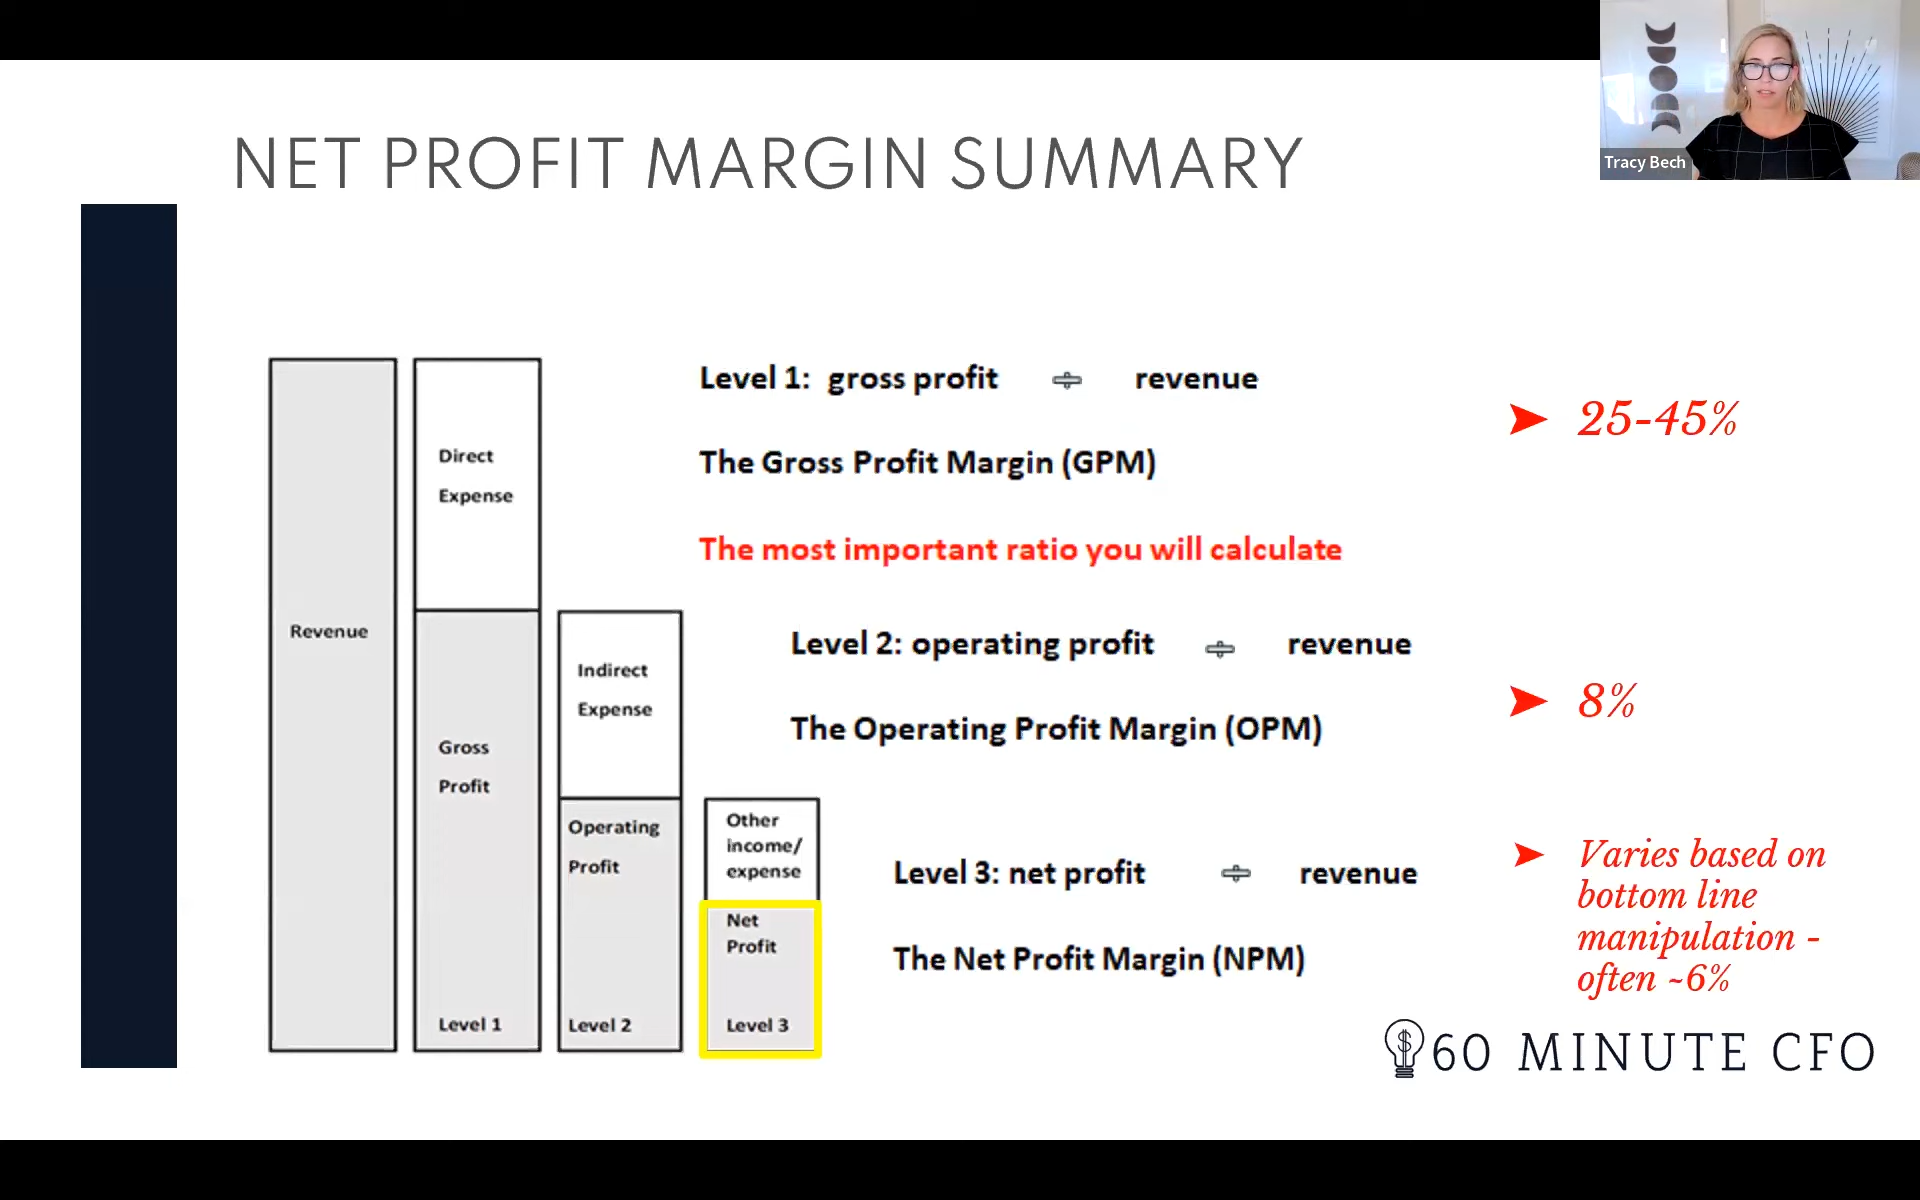 Tracy Bech
NET PROFIT MARGIN SUMMARY
Revenue
Direct
Expense
Gross
Profit
Level 1
Indirect
Expense
Operating
Profit
Level 2
Other
income/
expense
Net
Profit
Level 3
Level 1: gross profit ÷ revenue
The Gross Profit Margin (GPM)
The most important ratio you will calculate
Level 2: operating profit ÷ revenue
The Operating Profit Margin (OPM)
Level 3: net profit ÷ revenue
The Net Profit Margin (NPM)
➤ 25-45%
➤ 8%
➤ Varies based on
bottom line
manipulation -
often ~6%
60 MINUTE CFO